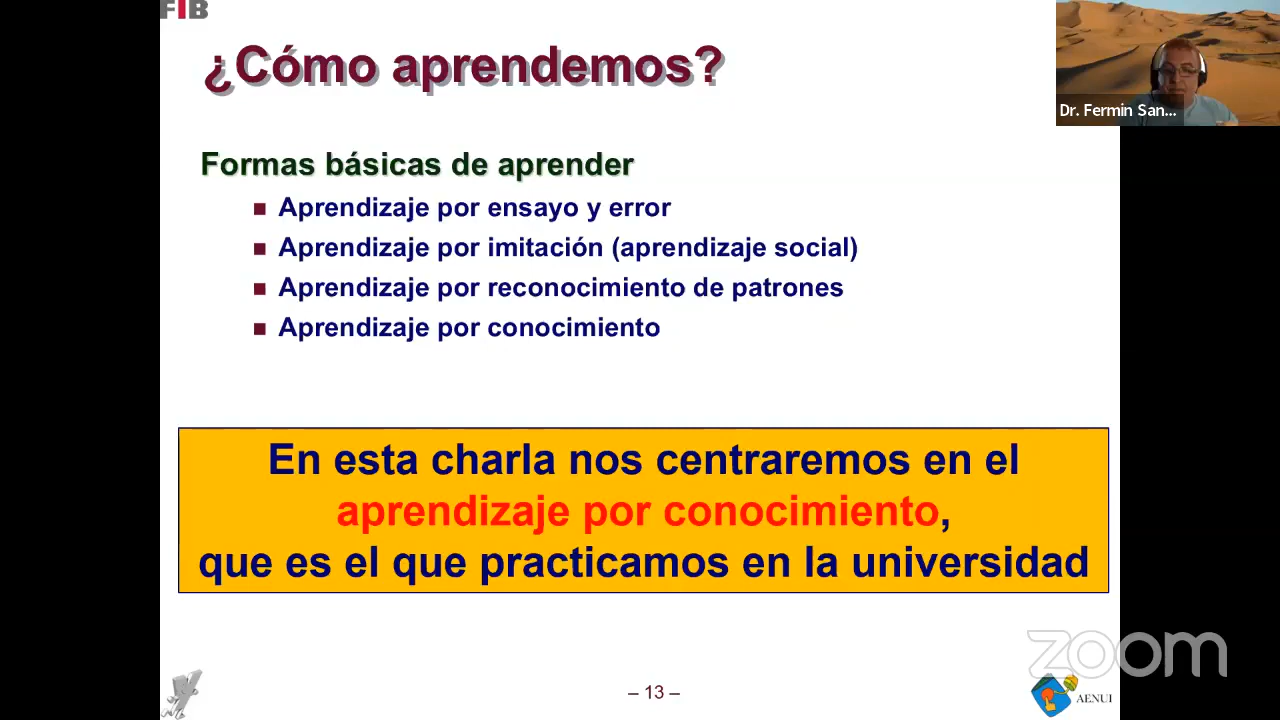 FIB
¿Cómo aprendemos?
Dr. Fermin San...
Formas básicas de aprender
Aprendizaje por ensayo y error
Aprendizaje por imitación (aprendizaje social)
Aprendizaje por reconocimiento de patrones
Aprendizaje por conocimiento
En esta charla nos centraremos en el
aprendizaje por conocimiento,
que es el que practicamos en la universidad
zoom
– 13 –
AENUI